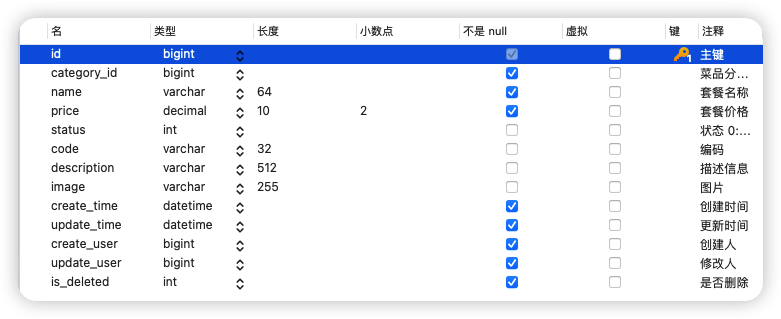 名 类型 长度 小数点 不是 null 虚拟 键 注释
id bigint 1 主键
category_id bigint 菜品分...
name varchar 64 套餐名称
price decimal 10 2 套餐价格
status int 状态 0:...
code varchar 32 编码
description varchar 512 描述信息
image varchar 255 图片
create_time datetime 创建时间
update_time datetime 更新时间
create_user bigint 创建人
update_user bigint 修改人
is_deleted int 是否删除